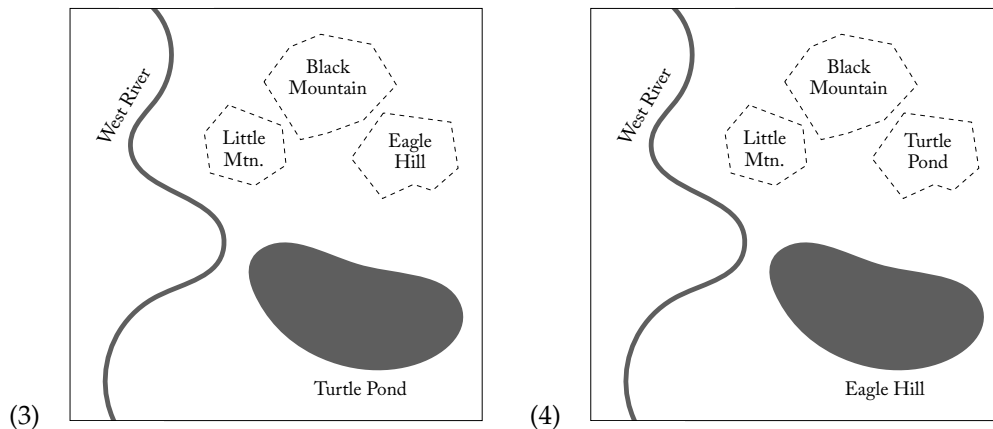 West River
Black
Mountain
Little
Mtn.
Eagle
Hill
Turtle Pond
(3)
West River
Black
Mountain
Little
Mtn.
Turtle
Pond
Eagle Hill
(4)